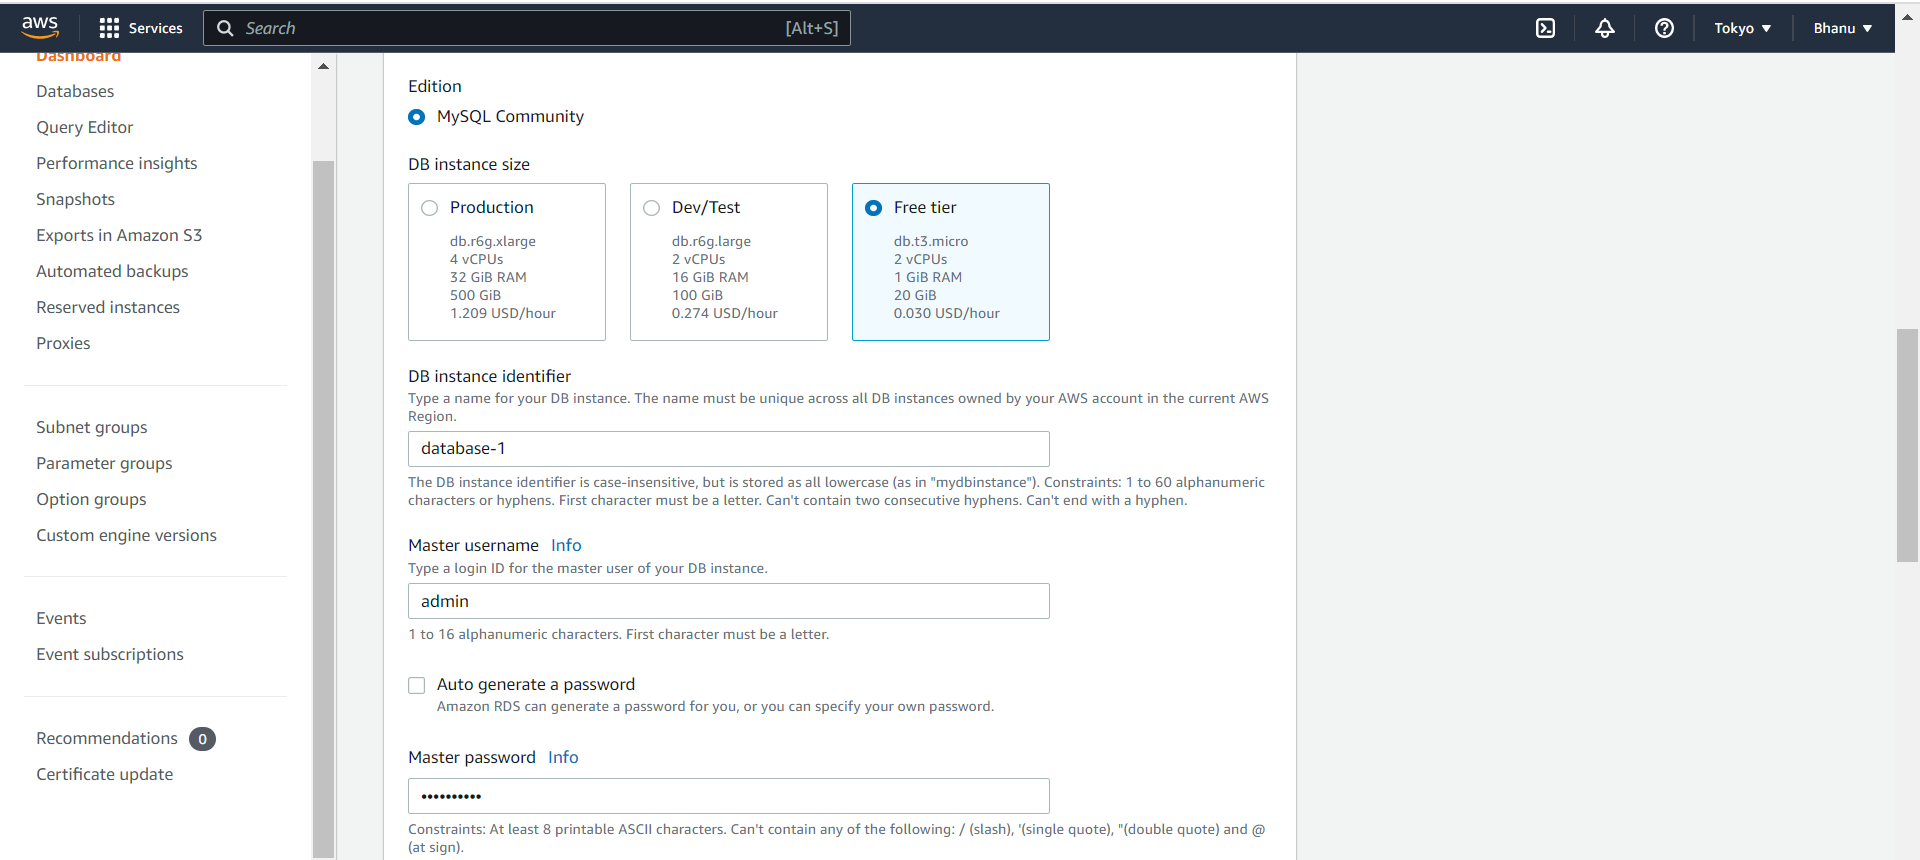 aws
Services
Search
[Alt+S]
Tokyo
Bhanu
Dashboard
Databases
Query Editor
Performance insights
Snapshots
Exports in Amazon S3
Automated backups
Reserved instances
Proxies
Subnet groups
Parameter groups
Option groups
Custom engine versions
Events
Event subscriptions
Recommendations 0
Certificate update
Edition
MySQL Community
DB instance size
Production
db.r6g.xlarge
4 vCPUs
32 GiB RAM
500 GiB
1.209 USD/hour
Dev/Test
db.r6g.large
2 vCPUs
16 GiB RAM
100 GiB
0.274 USD/hour
Free tier
db.t3.micro
2 vCPUs
1 GiB RAM
20 GiB
0.030 USD/hour
DB instance identifier
Type a name for your DB instance. The name must be unique across all DB instances owned by your AWS account in the current AWS
Region.
database-1
The DB instance identifier is case-insensitive, but is stored as all lowercase (as in "mydbinstance"). Constraints: 1 to 60 alphanumeric
characters or hyphens. First character must be a letter. Can't contain two consecutive hyphens. Can't end with a hyphen.
Master username Info
Type a login ID for the master user of your DB instance.
admin
1 to 16 alphanumeric characters. First character must be a letter.
Auto generate a password
Amazon RDS can generate a password for you, or you can specify your own password.
Master password Info
••••••••••
Constraints: At least 8 printable ASCII characters. Can't contain any of the following: / (slash), '(single quote), "(double quote) and @
(at sign).